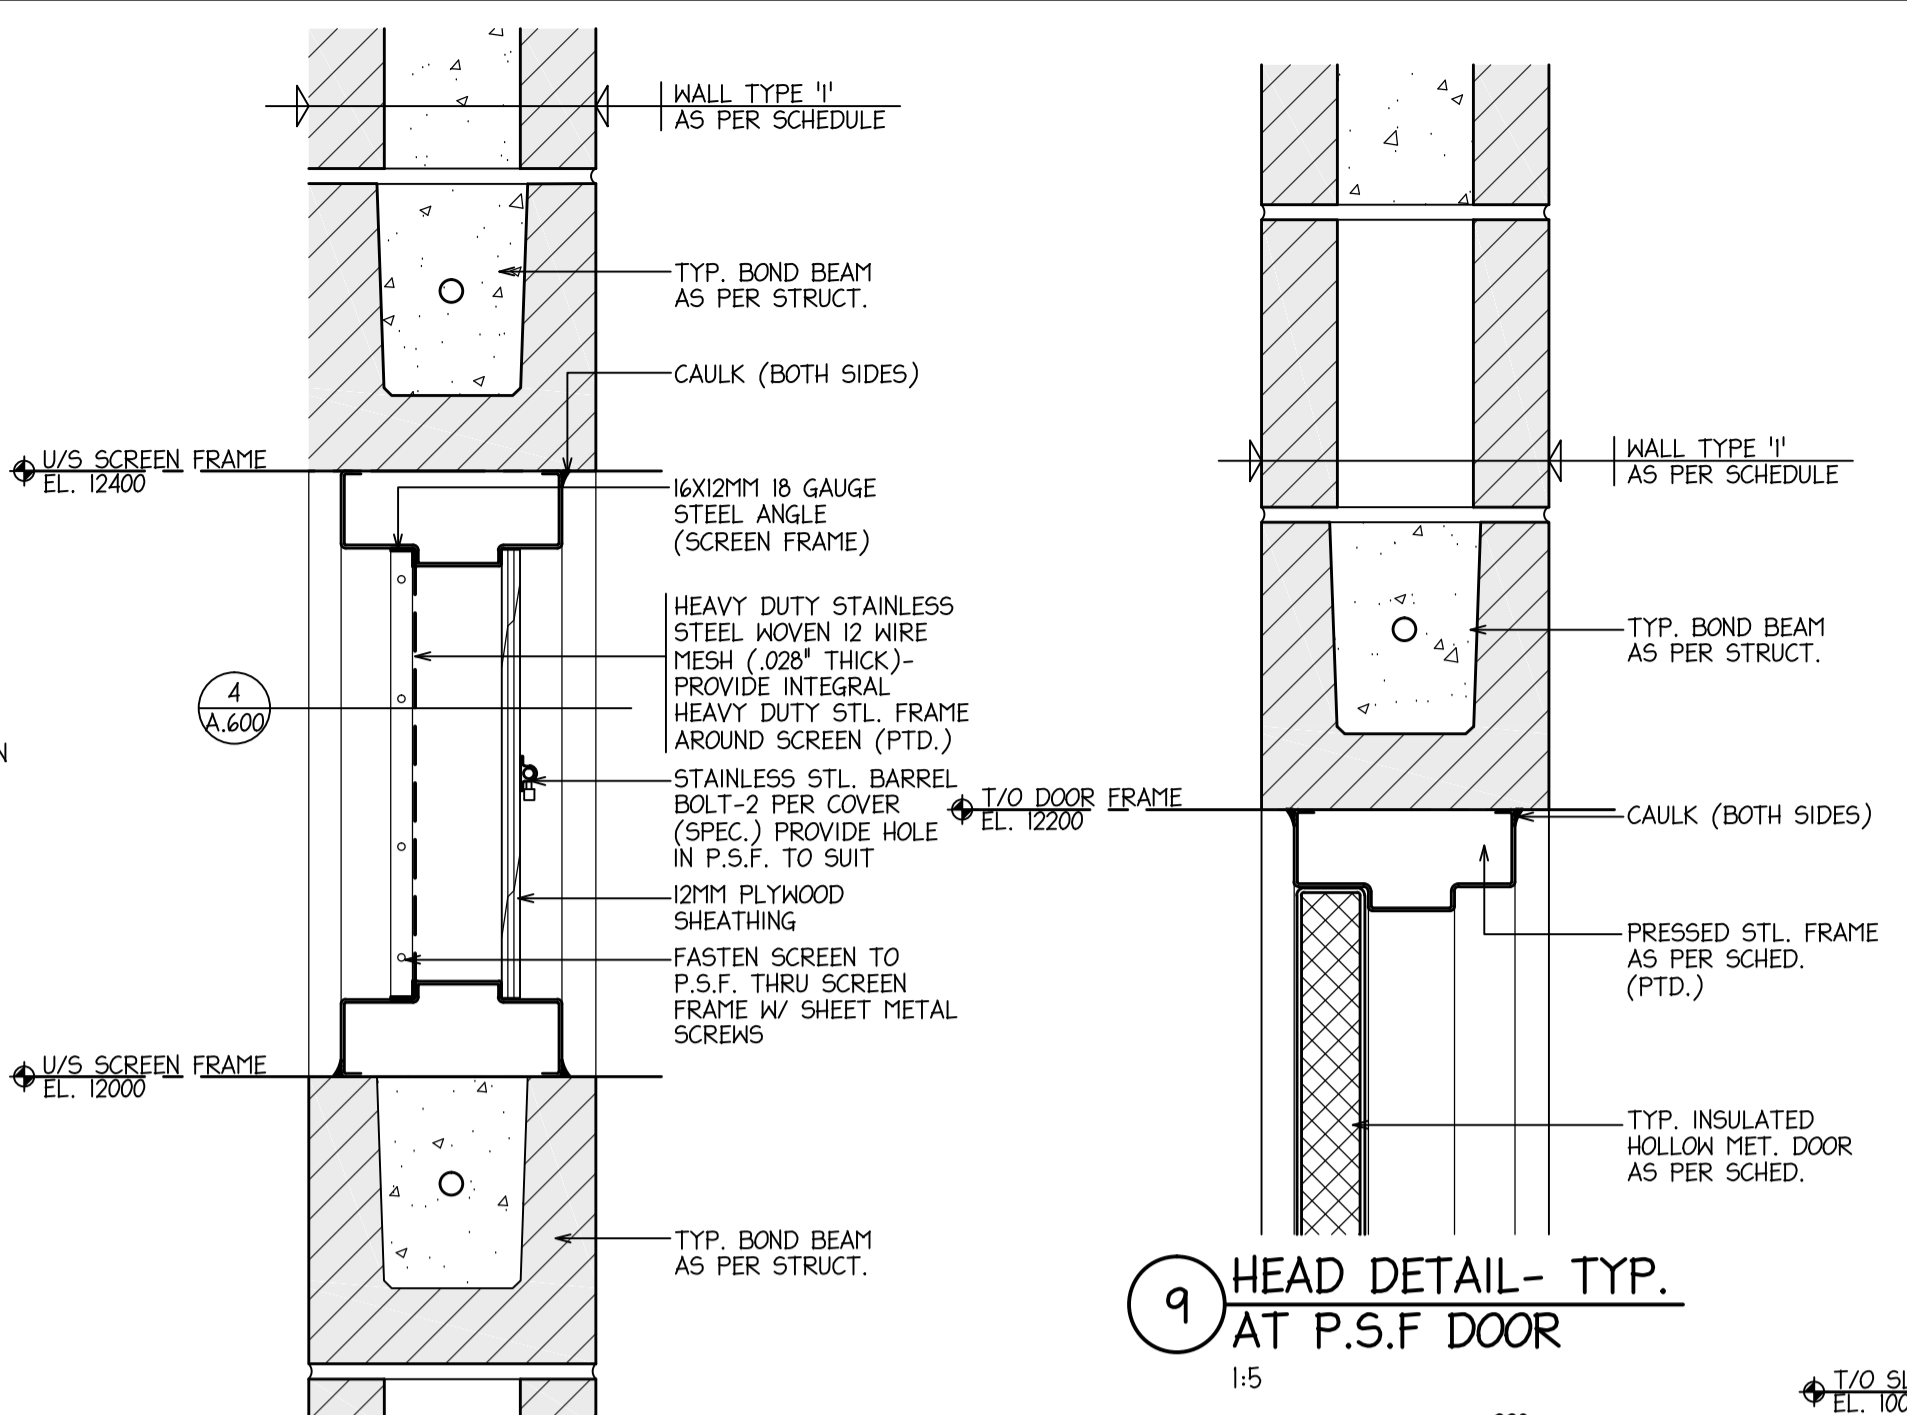 WALL TYPE '1'
AS PER SCHEDULE
TYP. BOND BEAM
AS PER STRUCT.
CAULK (BOTH SIDES)
U/S SCREEN FRAME
EL. 12400
16X12MM 18 GAUGE
STEEL ANGLE
(SCREEN FRAME)
HEAVY DUTY STAINLESS
STEEL WOVEN 12 WIRE
MESH (.028" THICK)-
PROVIDE INTEGRAL
HEAVY DUTY STL. FRAME
AROUND SCREEN (PTD.)
4
A.600
N
STAINLESS STL. BARREL
BOLT-2 PER COVER
(SPEC.) PROVIDE HOLE
IN P.S.F. TO SUIT
12MM PLYWOOD
SHEATHING
FASTEN SCREEN TO
P.S.F. THRU SCREEN
FRAME W/ SHEET METAL
SCREWS
U/S SCREEN FRAME
EL. 12000
TYP. BOND BEAM
AS PER STRUCT.
WALL TYPE '1'
AS PER SCHEDULE
TYP. BOND BEAM
AS PER STRUCT.
T/O DOOR FRAME
EL. 12200
CAULK (BOTH SIDES)
PRESSED STL. FRAME
AS PER SCHED.
(PTD.)
TYP. INSULATED
HOLLOW MET. DOOR
AS PER SCHED.
9
HEAD DETAIL- TYP.
AT P.S.F DOOR
1:5
T/O
EL.